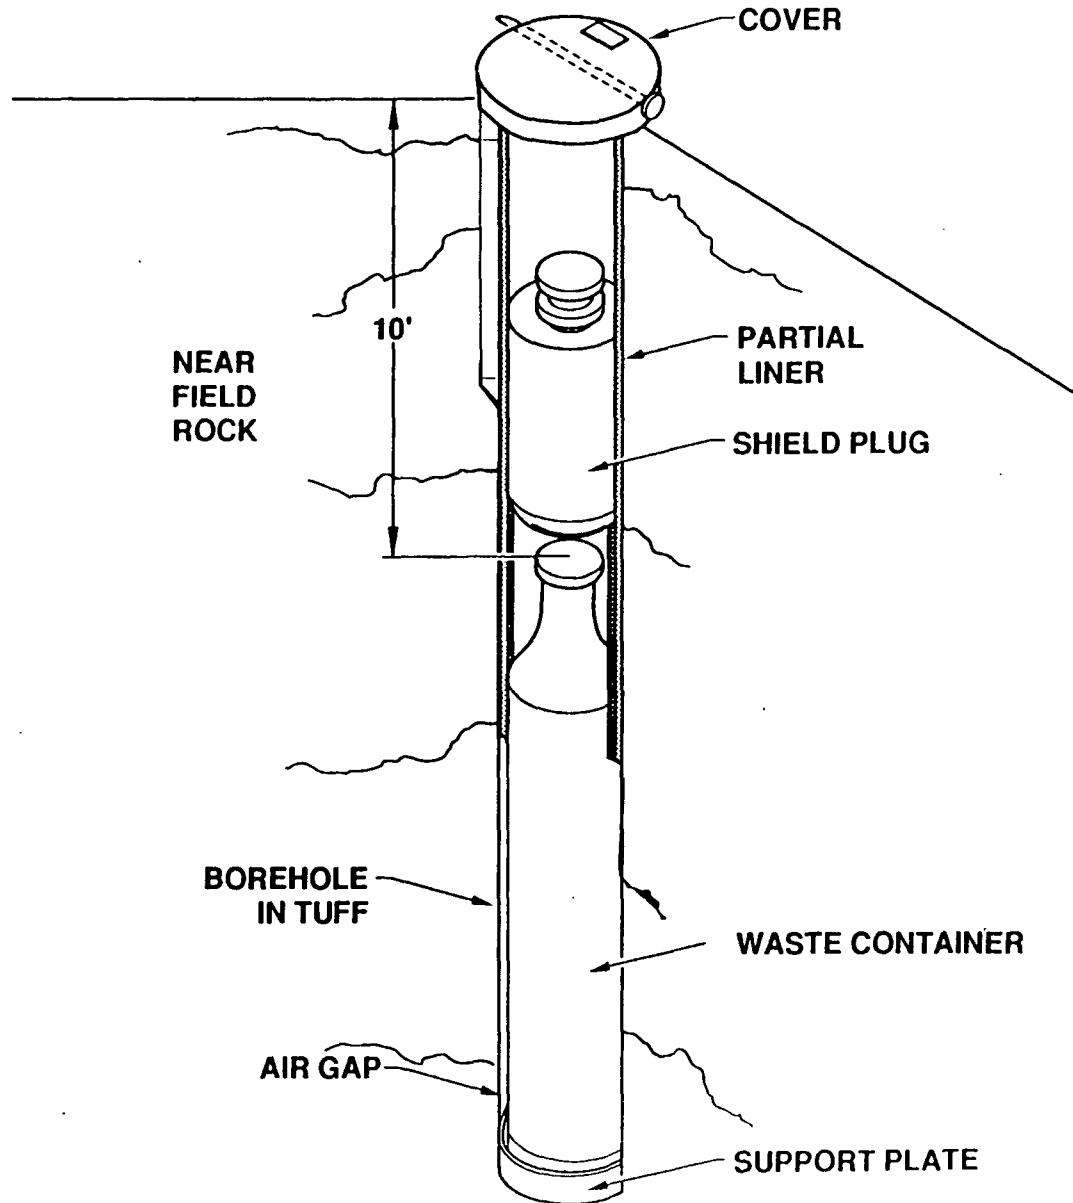 COVER
10'
NEAR
FIELD
ROCK
PARTIAL
LINER
SHIELD PLUG
BOREHOLE
IN TUFF
WASTE CONTAINER
AIR GAP
SUPPORT PLATE